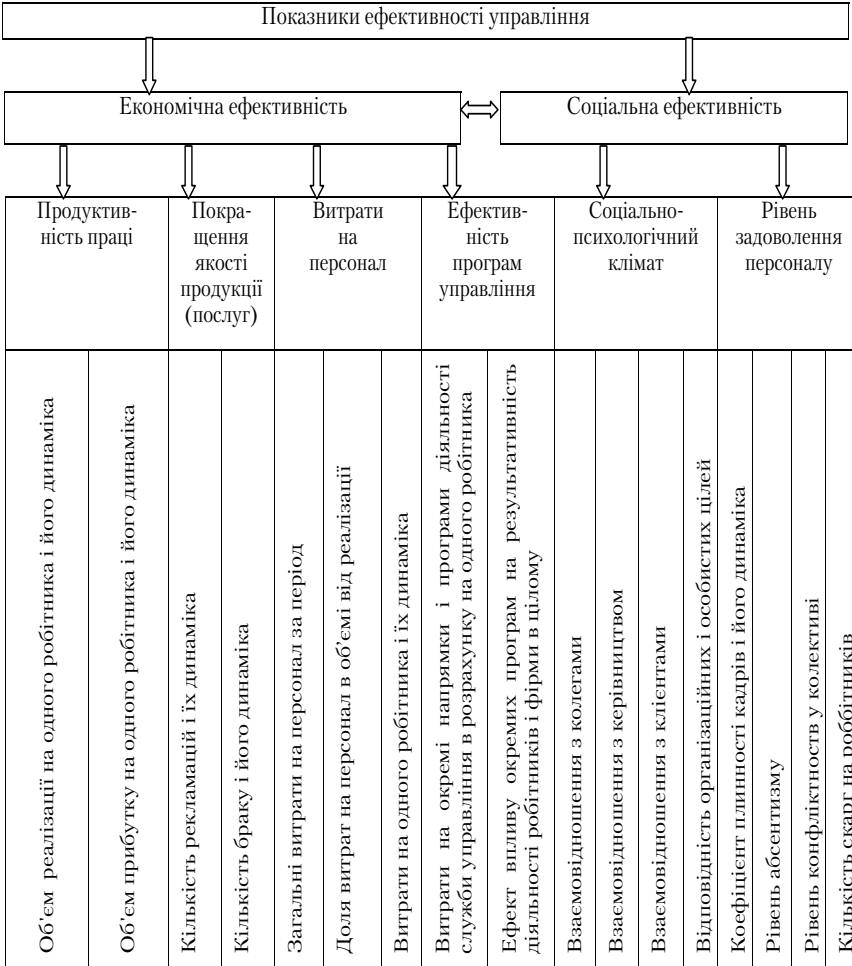 Показники ефективності управління
Економічна ефективність
Соціальна ефективність
Продуктив-
ність праці
Покра-
щення
якості
продукції
(послуг)
Витрати
на
персонал
Ефектив-
ність
програм
управління
Соціально-
психологічний
клімат
Рівень
задоволення
персоналу
Об'єм реалізації на одного робітника і його динаміка
Об'єм прибутку на одного робітника і його динаміка
Кількість рекламацій і їх динаміка
Кількість браку і його динаміка
Загальні витрати на персонал за період
Доля витрат на персонал в об'ємі від реалізації
Витрати на одного робітника і їх динаміка
Витрати на окремі напрямки і програми діяльності
служби управління в розрахунку на одного робітника
Ефект впливу окремих програм на результативність
діяльності робітників і фірми в цілому
Взаємовідношення з колегами
Взаємовідношення з керівництвом
Взаємовідношення з клієнтами
Відповідність організаційних і особистих цілей
Коефіцієнт плинності кадрів і його динаміка
Рівень абсентизму
Рівень конфліктноств у колективі
Кількість скарг на роббітників